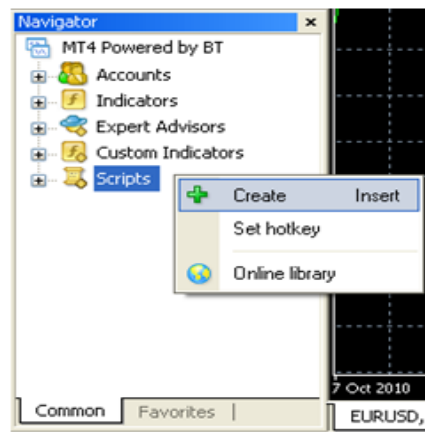 Navigator
MT4 Powered by BT
Accounts
Indicators
Expert Advisors
Custom Indicators
Scripts
Create Insert
Set hotkey
Online library
7 Oct 2010
Common Favorites
EURUSD,